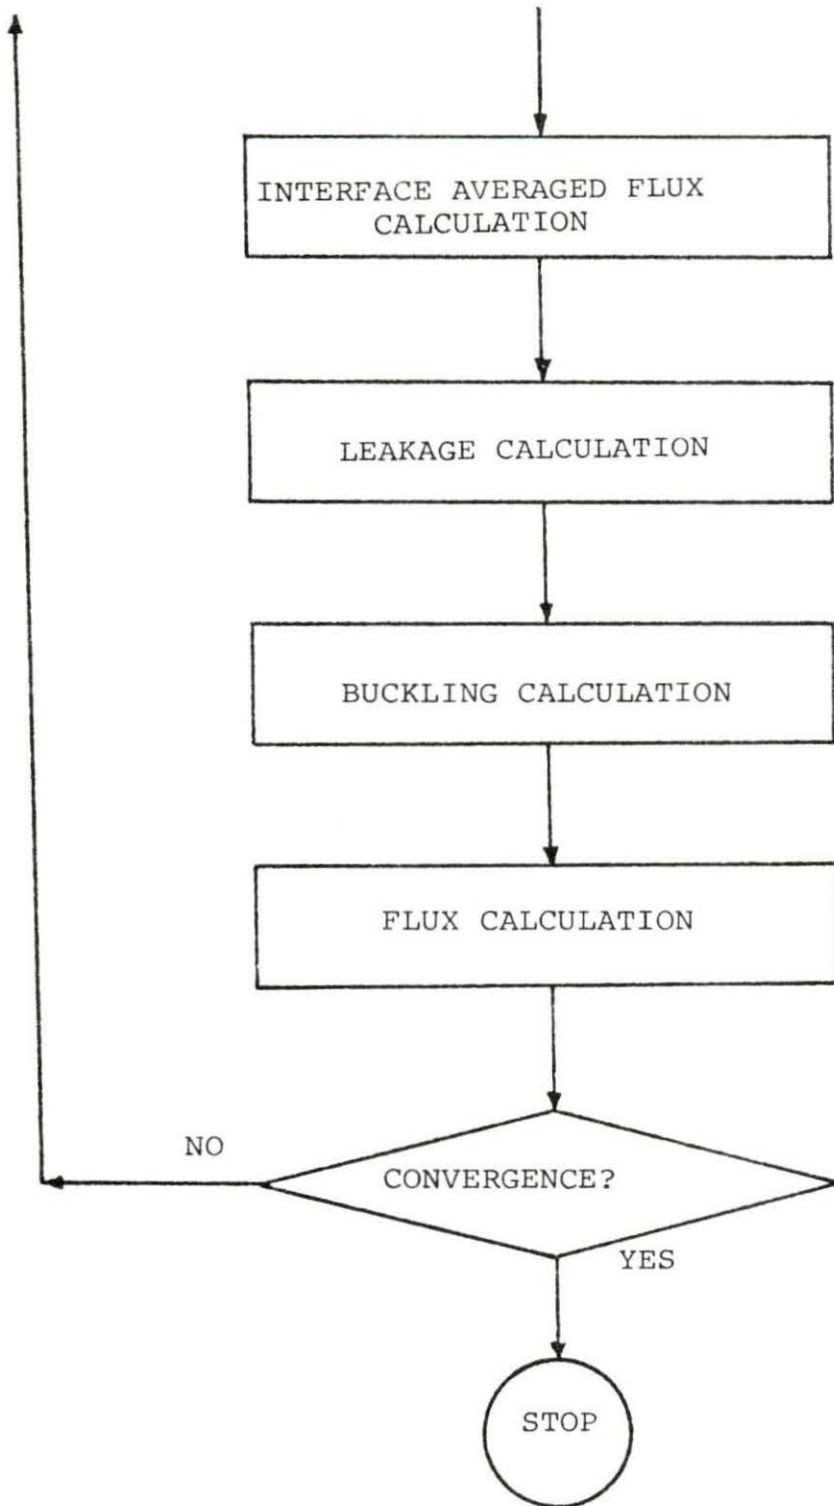 INTERFACE AVERAGED FLUX
CALCULATION
LEAKAGE CALCULATION
BUCKLING CALCULATION
FLUX CALCULATION
NO
CONVERGENCE?
YES
STOP